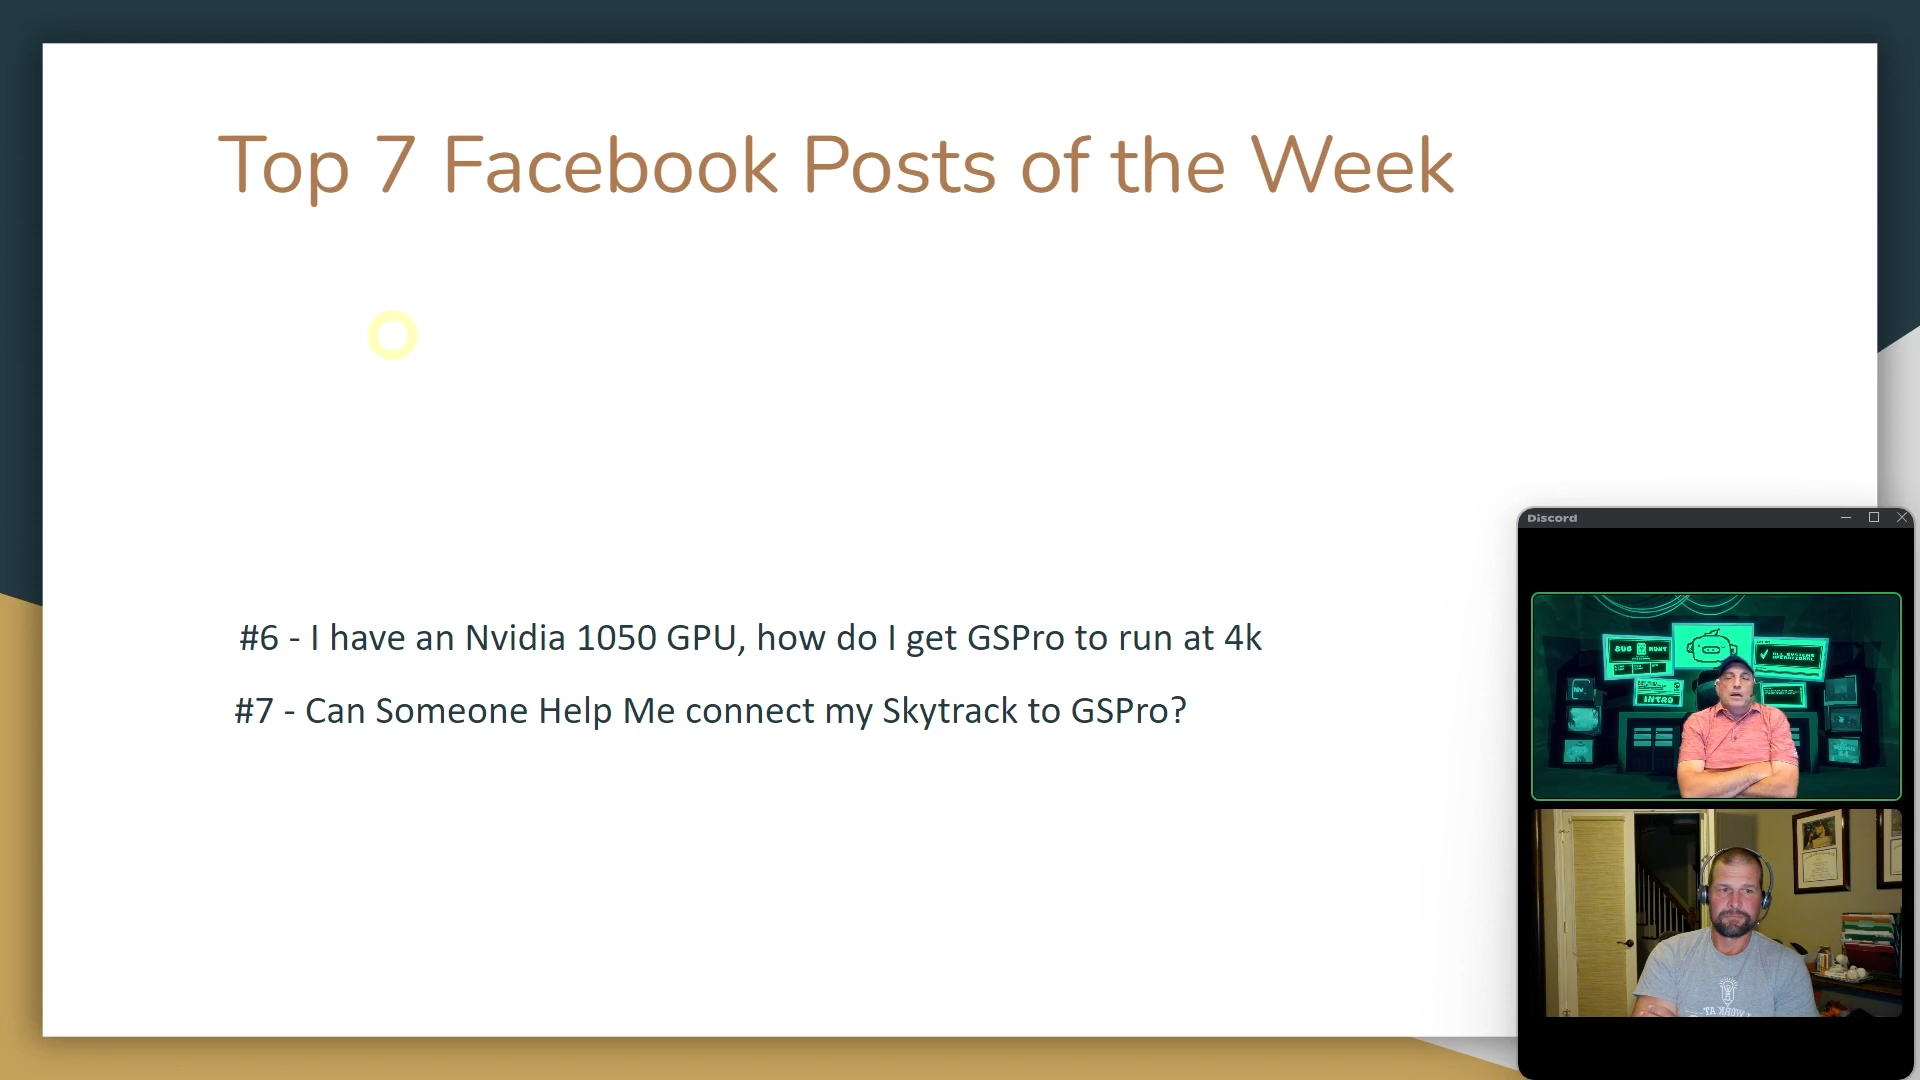 Top 7 Facebook Posts of the Week
#6 - I have an Nvidia 1050 GPU, how do I get GSPro to run at 4k
#7 - Can Someone Help Me connect my Skytrack to GSPro?
Discord
INTRO